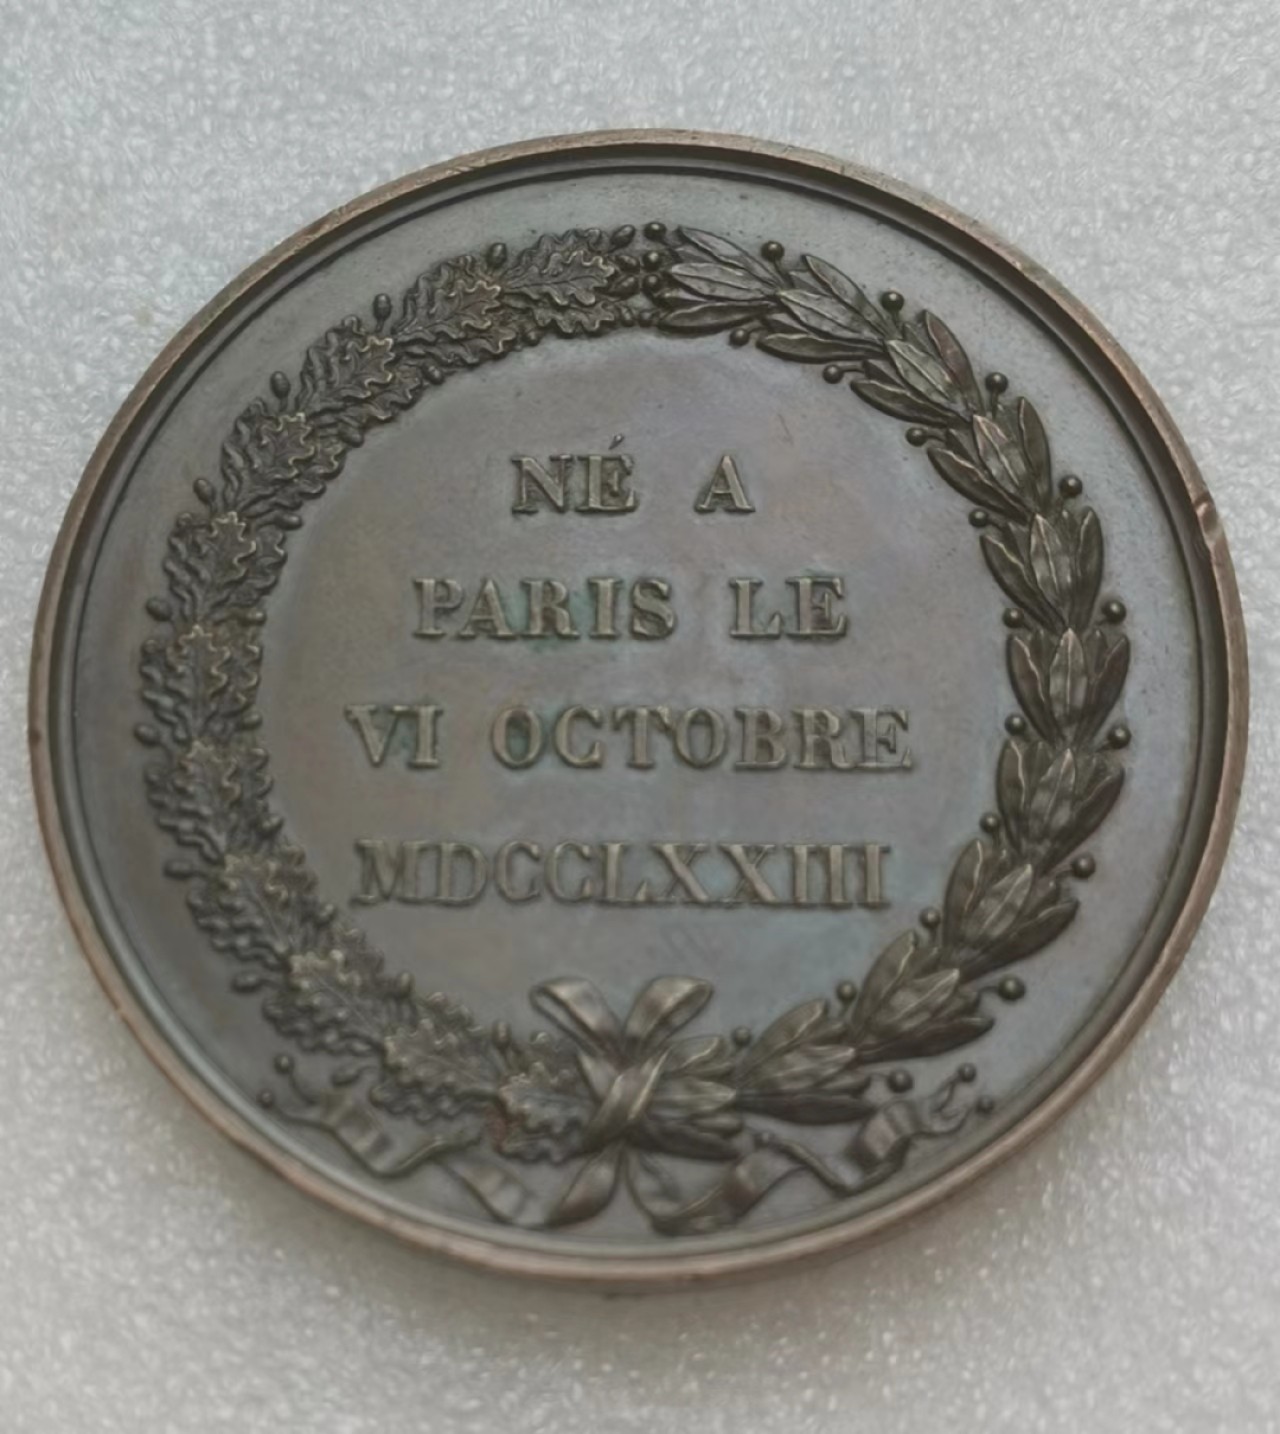 NÉ A
PARIS LE
VI OCTOBRE
MDCCLXXIII